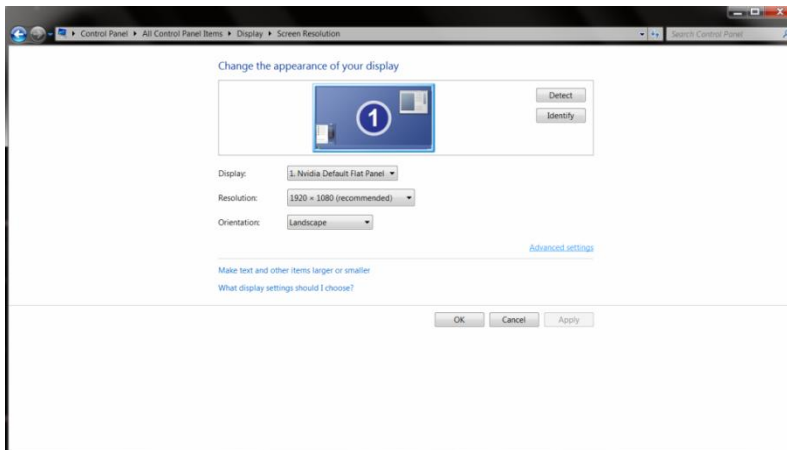 Control Panel ▸ All Control Panel Items ▸ Display ▸ Screen Resolution
Search Control Panel
Change the appearance of your display
1
Detect
Identify
Display: 1. Nvidia Default Flat Panel
Resolution: 1920 × 1080 (recommended)
Orientation: Landscape
Advanced settings
Make text and other items larger or smaller
What display settings should I choose?
OK Cancel Apply